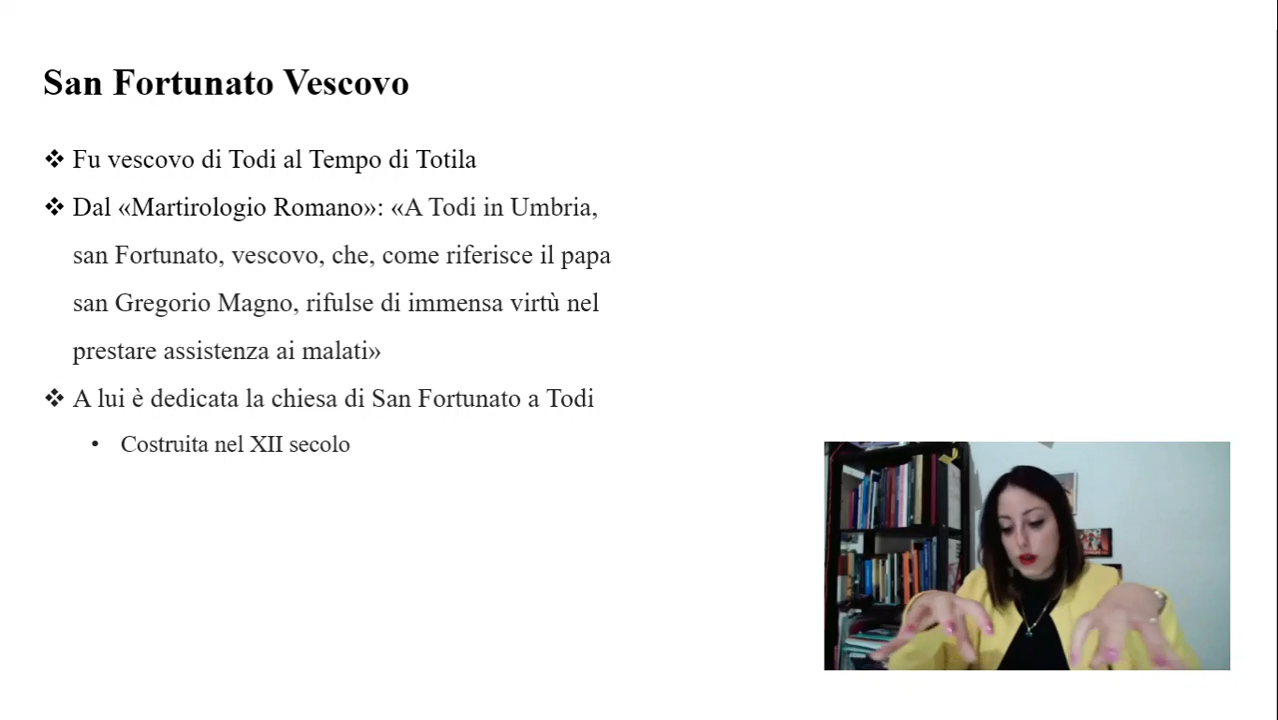 San Fortunato Vescovo
❖ Fu vescovo di Todi al Tempo di Totila
❖ Dal «Martirologio Romano»: «A Todi in Umbria,
san Fortunato, vescovo, che, come riferisce il papa
san Gregorio Magno, rifulse di immensa virtù nel
prestare assistenza ai malati»
❖ A lui è dedicata la chiesa di San Fortunato a Todi
• Costruita nel XII secolo